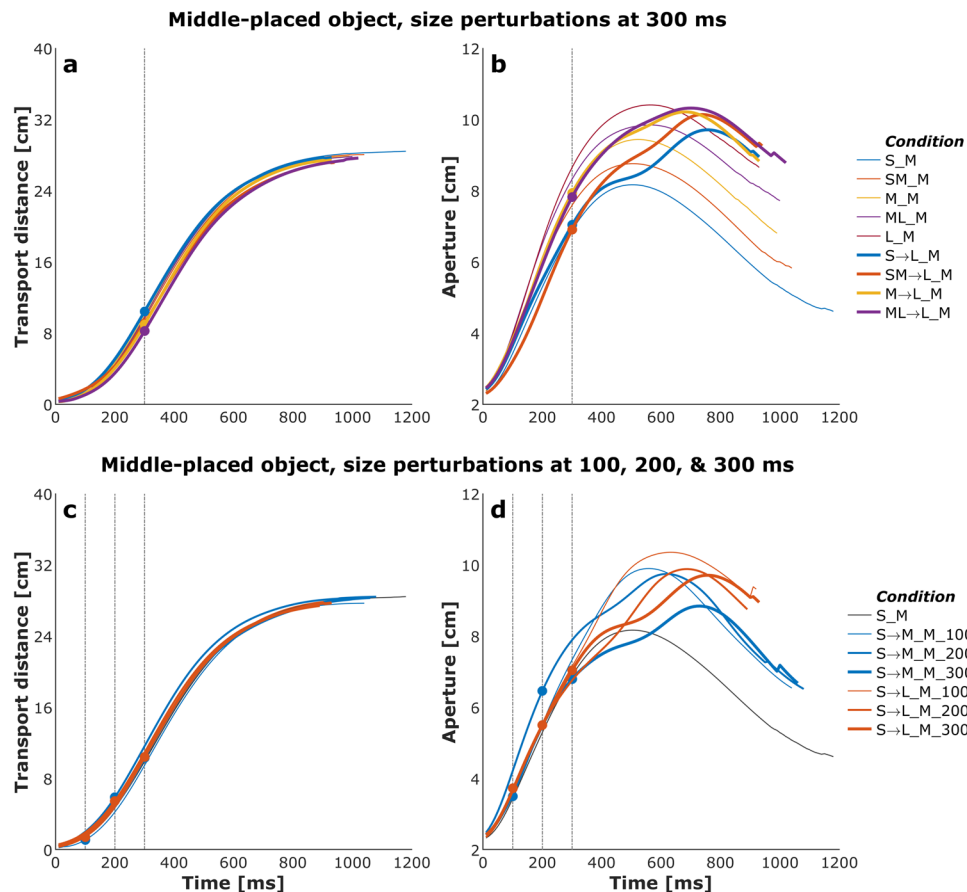 Middle-placed object, size perturbations at 300 ms
a
Transport distance [cm]
40
32
24
16
8
0
0 200 400 600 800 1000 1200
b
Aperture [cm]
12
10
8
6
4
2
0 200 400 600 800 1000 1200
Condition
S_M
SM_M
M_M
ML_M
L_M
S→L_M
SM→L_M
M→L_M
ML→L_M
Middle-placed object, size perturbations at 100, 200, & 300 ms
c
Transport distance [cm]
40
32
24
16
8
0
0 200 400 600 800 1000 1200
Time [ms]
d
Aperture [cm]
12
10
8
6
4
2
0 200 400 600 800 1000 1200
Time [ms]
Condition
S_M
S→M_M_100
S→M_M_200
S→M_M_300
S→L_M_100
S→L_M_200
S→L_M_300